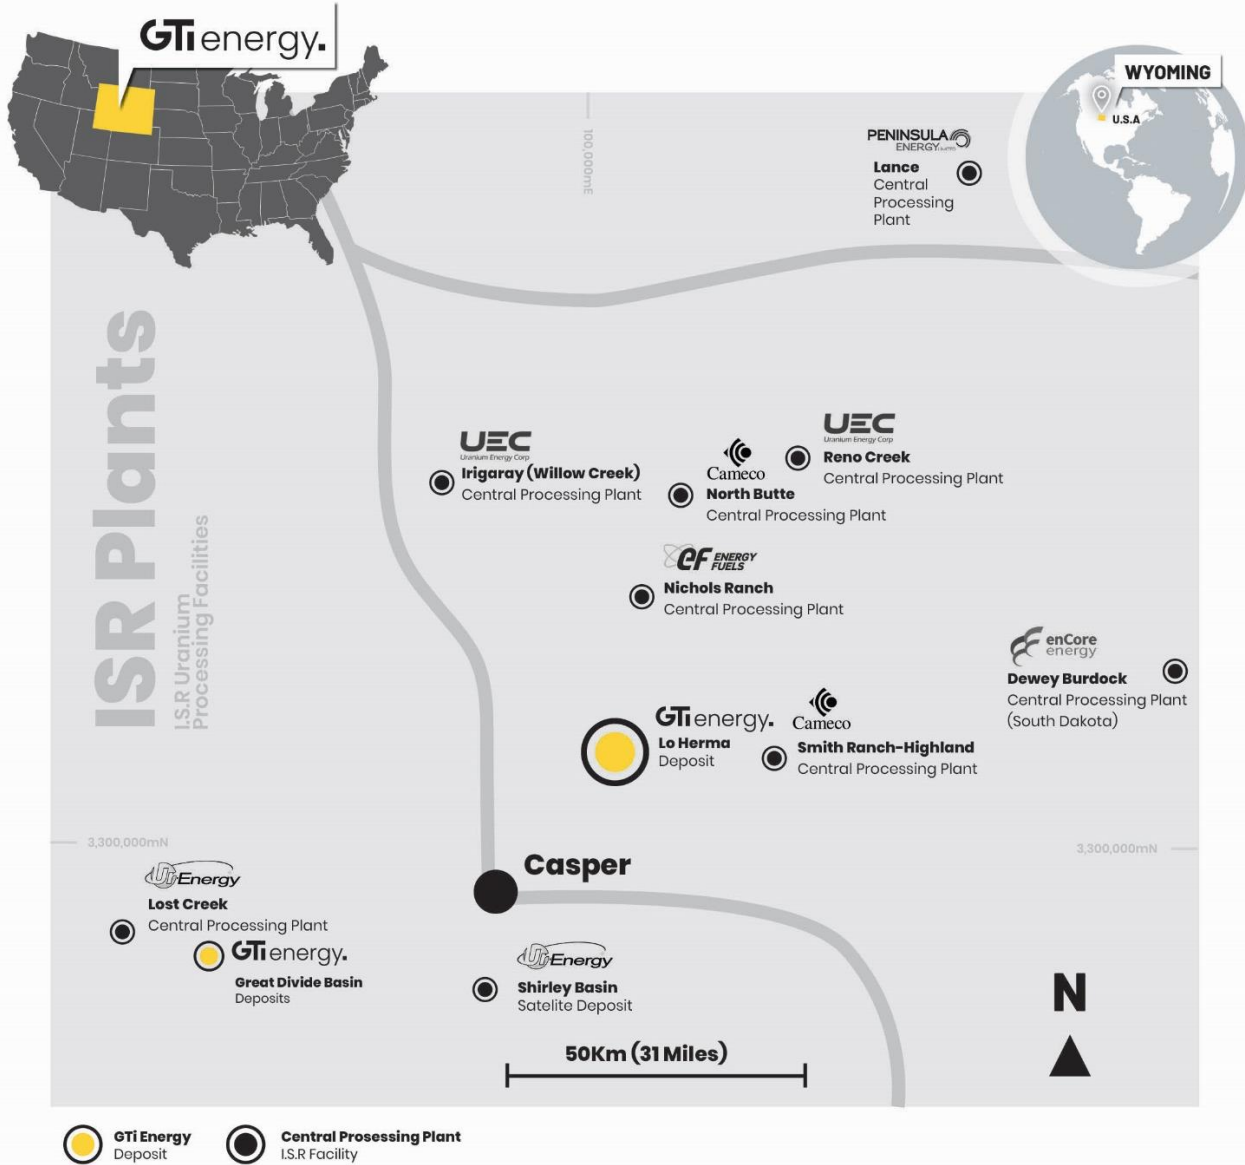 GTi energy.
WYOMING
U.S.A
100,000mE
PENINSULA
ENERGY LIMITED
Lance
Central
Processing
Plant
ISR Plants
I.S.R Uranium
Processing Facilities
UEC
Uranium Energy Corp
Irigaray (Willow Creek)
Central Processing Plant
Cameco
North Butte
Central Processing Plant
UEC
Uranium Energy Corp
Reno Creek
Central Processing Plant
eF ENERGY
FUELS
Nichols Ranch
Central Processing Plant
enCore
energy
Dewey Burdock
Central Processing Plant
(South Dakota)
GTi energy.
Lo Herma
Deposit
Cameco
Smith Ranch-Highland
Central Processing Plant
3,300,000mN
3,300,000mN
Casper
Ur-Energy
Lost Creek
Central Processing Plant
GTi energy.
Great Divide Basin
Deposits
Ur-Energy
Shirley Basin
Satelite Deposit
N
50Km (31 Miles)
GTi Energy
Deposit
Central Prosessing Plant
I.S.R Facility